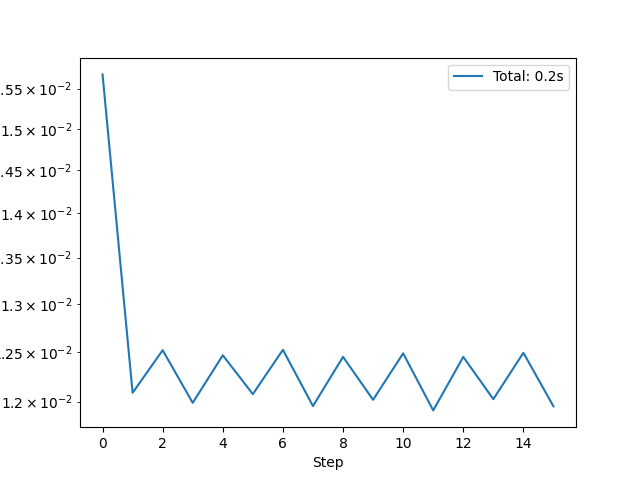 Total: 0.2s
.55 × 10⁻²
1.5 × 10⁻²
.45 × 10⁻²
1.4 × 10⁻²
.35 × 10⁻²
1.3 × 10⁻²
.25 × 10⁻²
1.2 × 10⁻²
0 2 4 6 8 10 12 14
Step